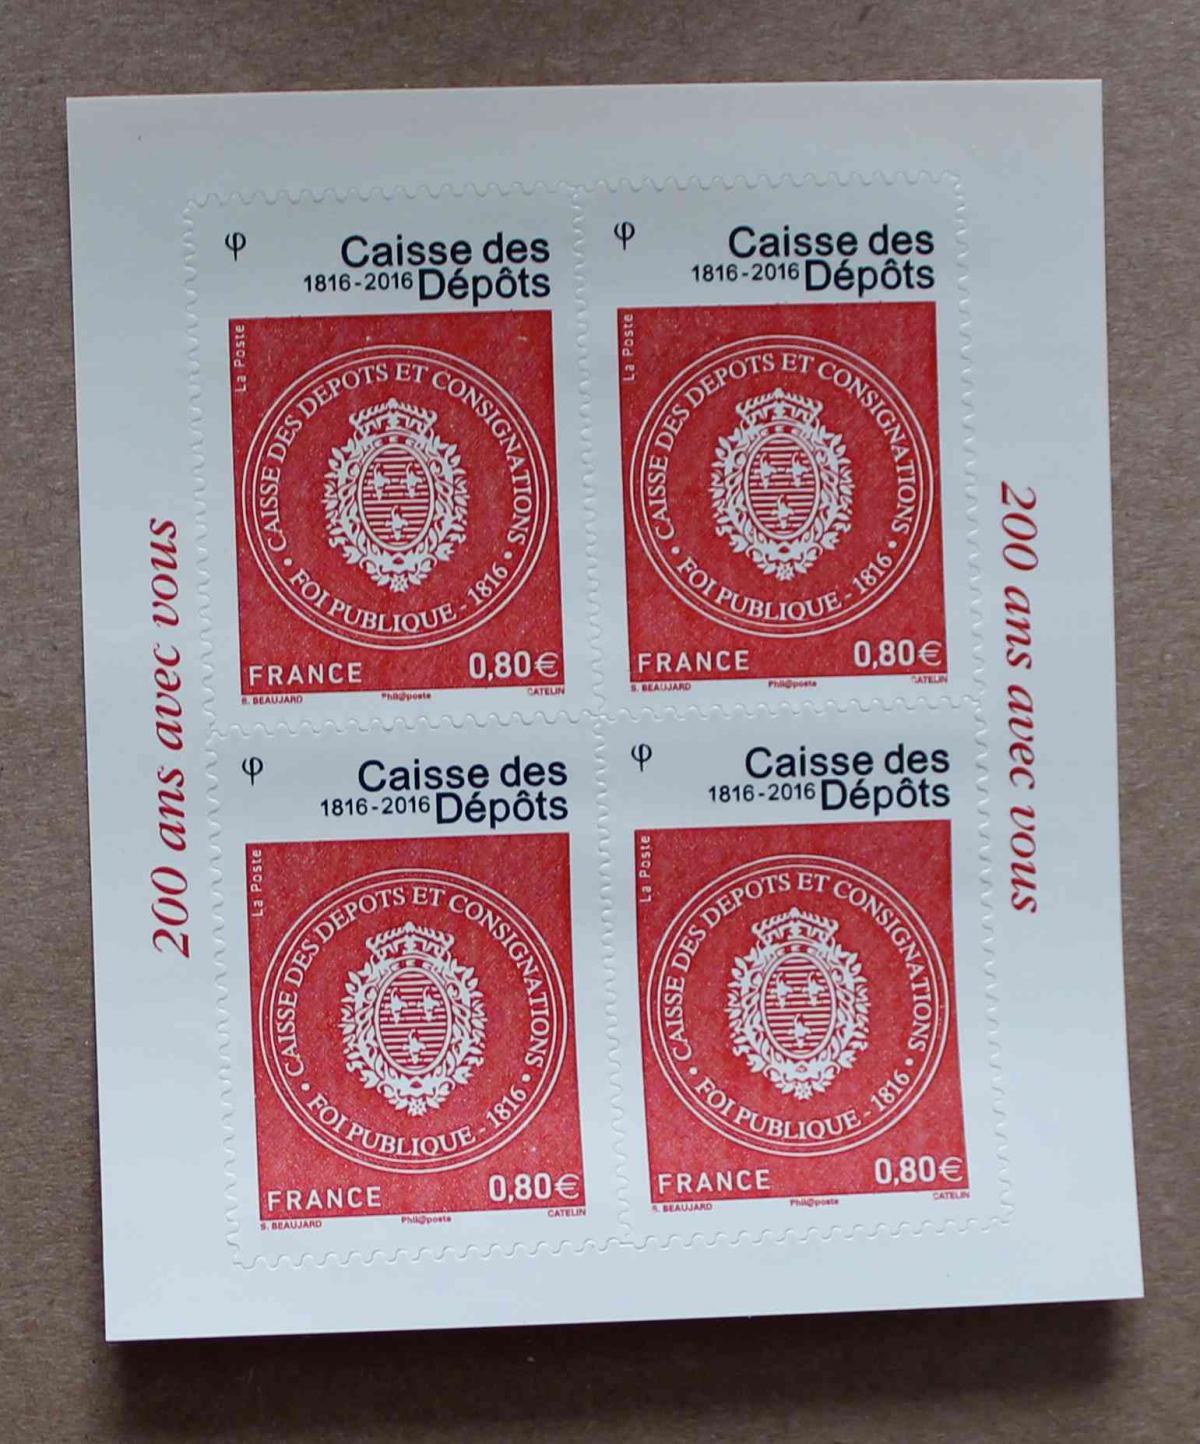 200 ans avec vous
φ
Caisse des
1816-2016 Dépôts
La Poste
CAISSE DES DEPOTS ET CONSIGNATIONS
• FOI PUBLIQUE - 1816 •
FRANCE 0,80€
S. BEAUJARD Phil@poste CATELIN
φ
Caisse des
1816-2016 Dépôts
La Poste
CAISSE DES DEPOTS ET CONSIGNATIONS
• FOI PUBLIQUE - 1816 •
FRANCE 0,80€
S. BEAUJARD Phil@poste CATELIN
φ
Caisse des
1816-2016 Dépôts
La Poste
CAISSE DES DEPOTS ET CONSIGNATIONS
• FOI PUBLIQUE - 1816 •
FRANCE 0,80€
S. BEAUJARD Phil@poste CATELIN
φ
Caisse des
1816-2016 Dépôts
La Poste
CAISSE DES DEPOTS ET CONSIGNATIONS
• FOI PUBLIQUE - 1816 •
FRANCE 0,80€
S. BEAUJARD Phil@poste CATELIN
200 ans avec vous